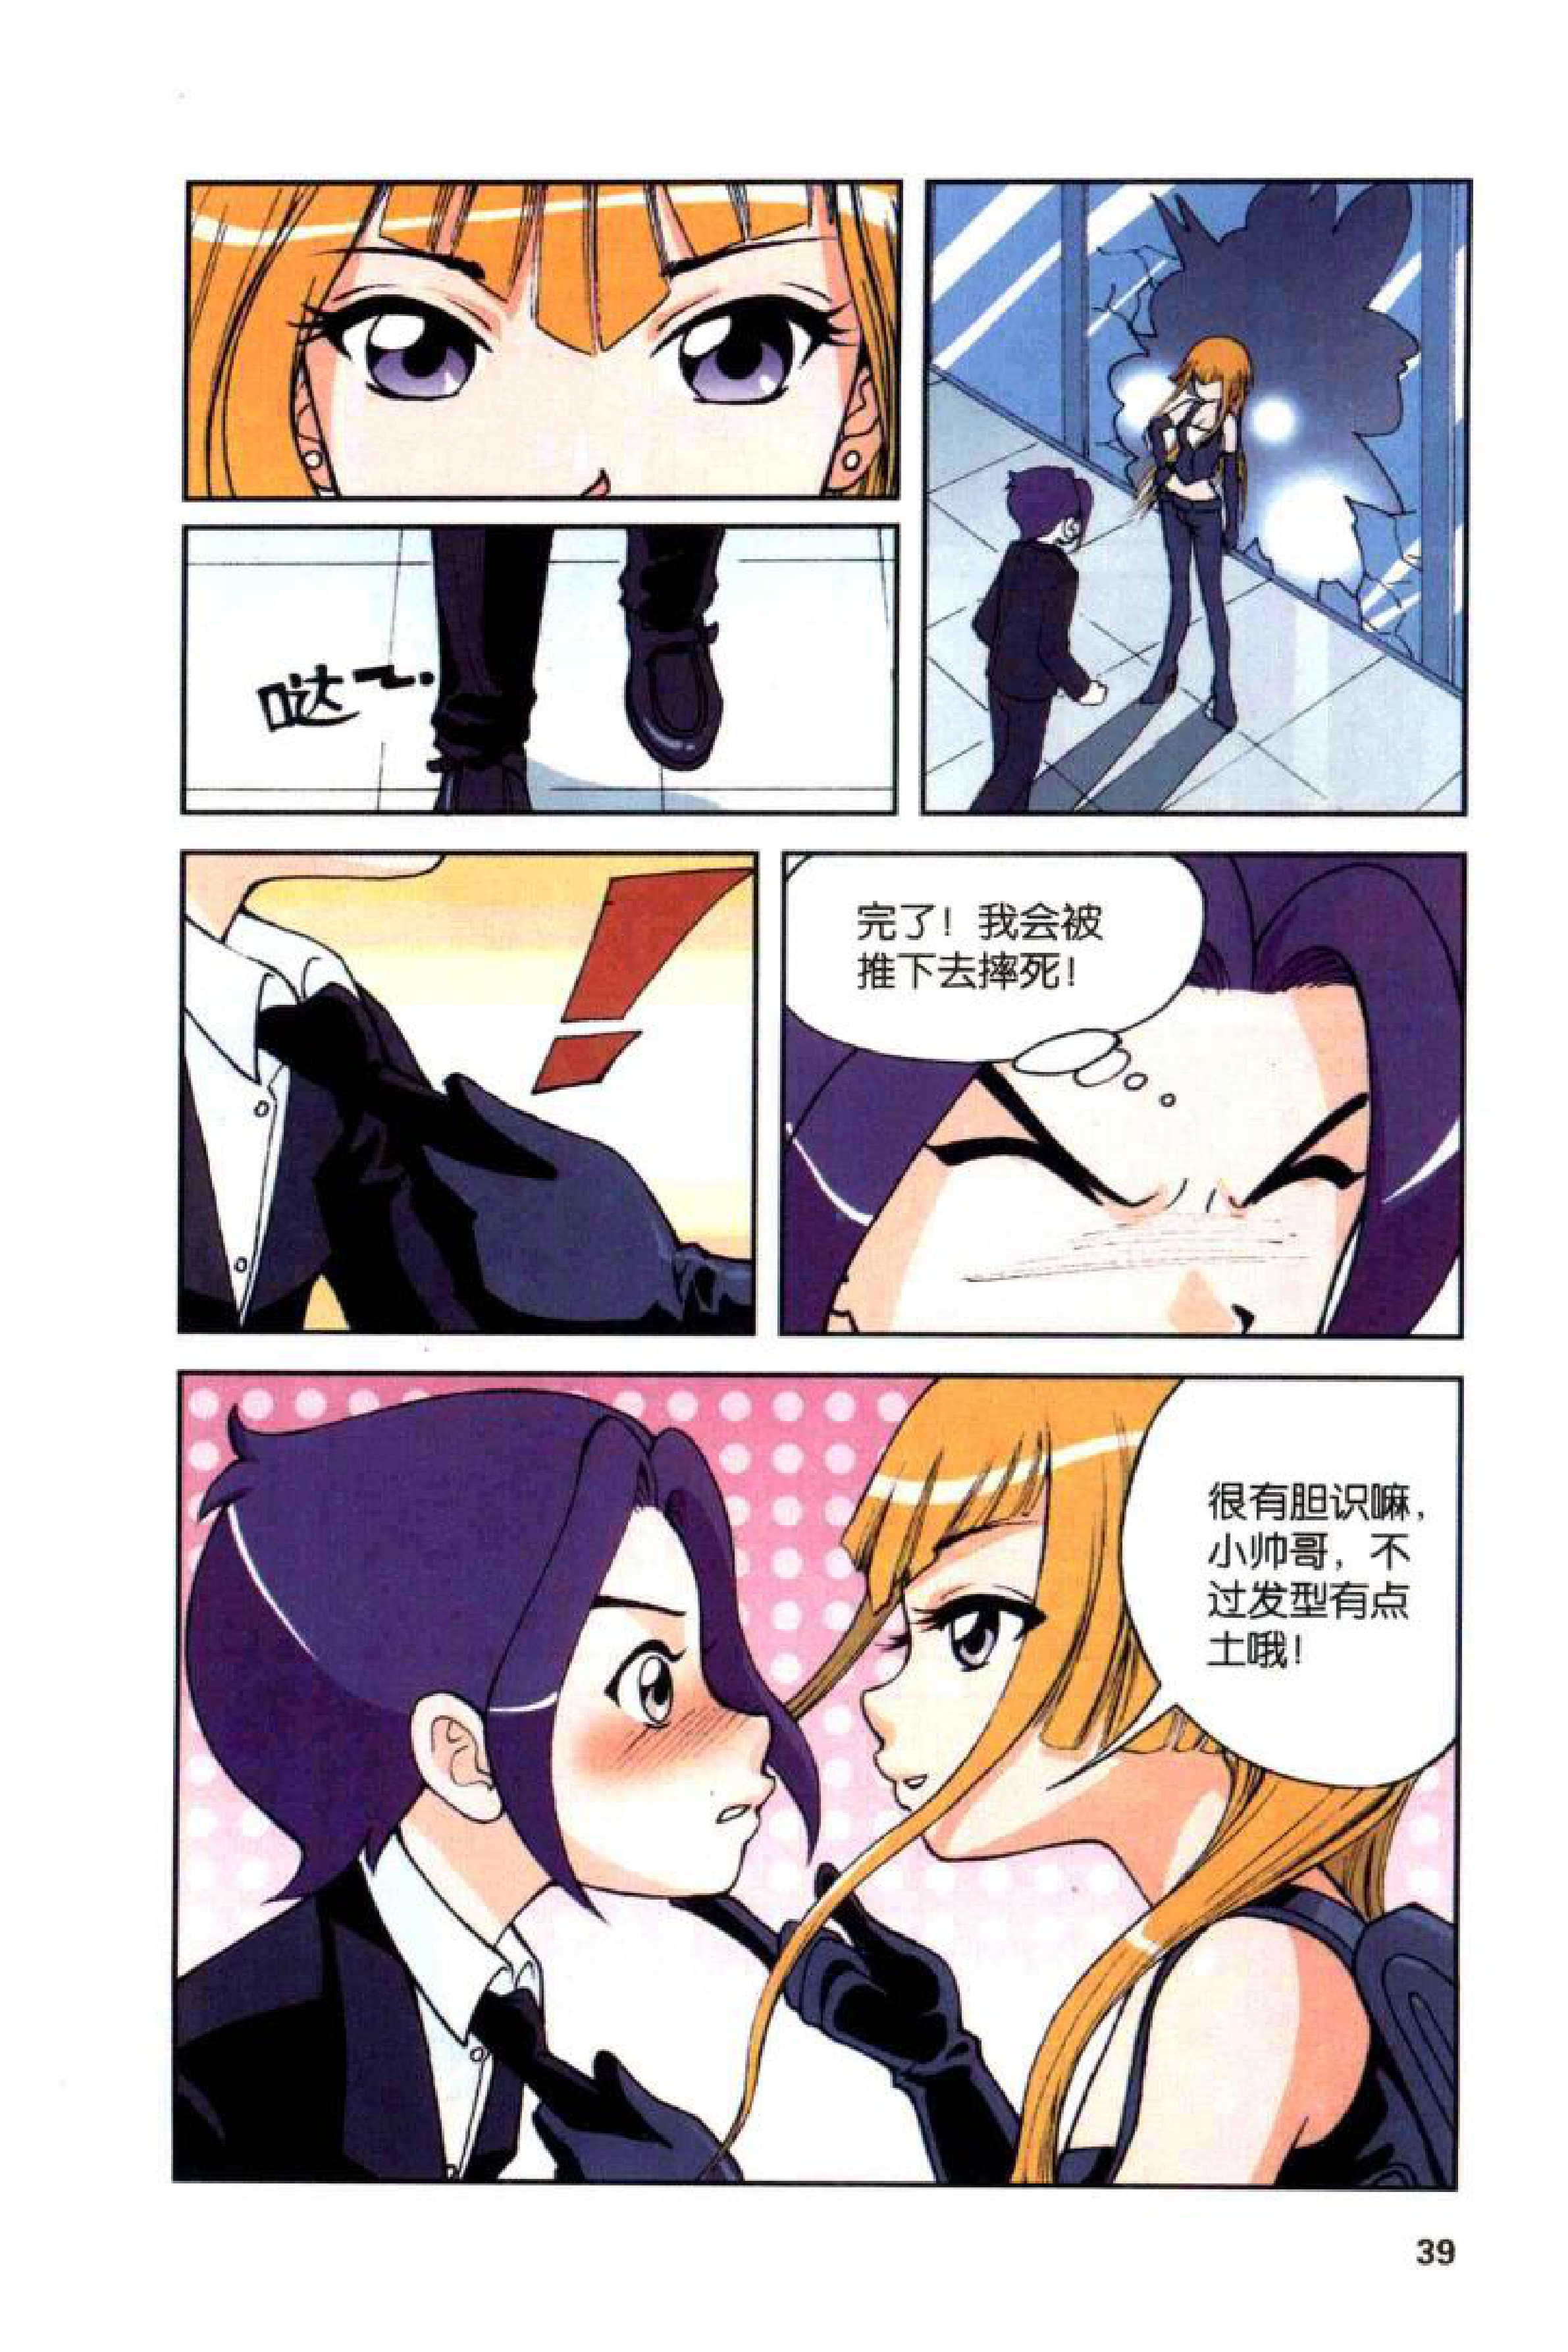 哒~..
完了！我会被
推下去摔死！
很有胆识嘛，
小帅哥，不
过发型有点
土哦！
39